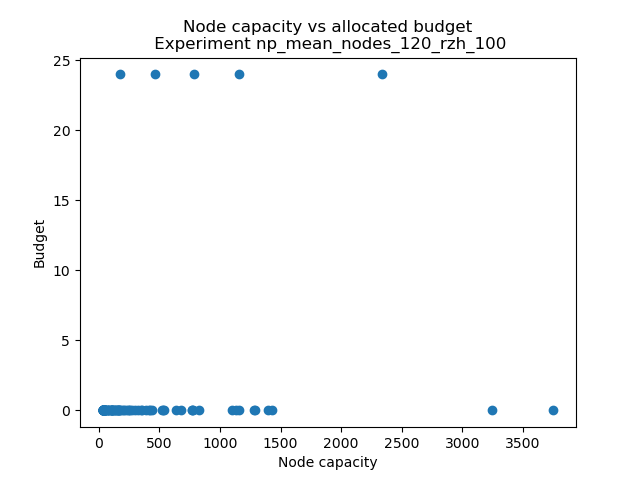 Node capacity vs allocated budget
Experiment np_mean_nodes_120_rzh_100
25
20
15
10
5
0
Budget
0 500 1000 1500 2000 2500 3000 3500
Node capacity